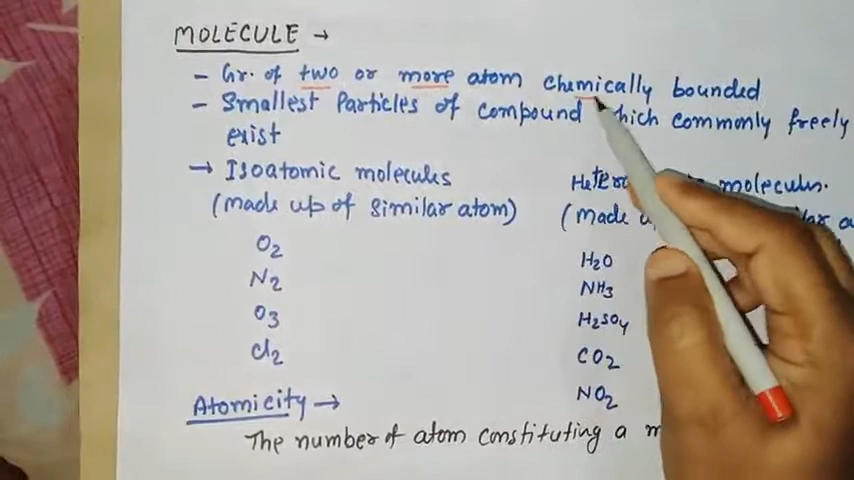 MOLECULE →
- Gr. of two or more atom chemically bounded
- Smallest Particles of compound which commonly freely
exist
→ Isoatomic molecules
(made up of similar atom)
O2
N2
O3
Cl2
molecules.
(made
H2O
NH3
H2SO4
CO2
NO2
Atomicity →
The number of atom constituting a